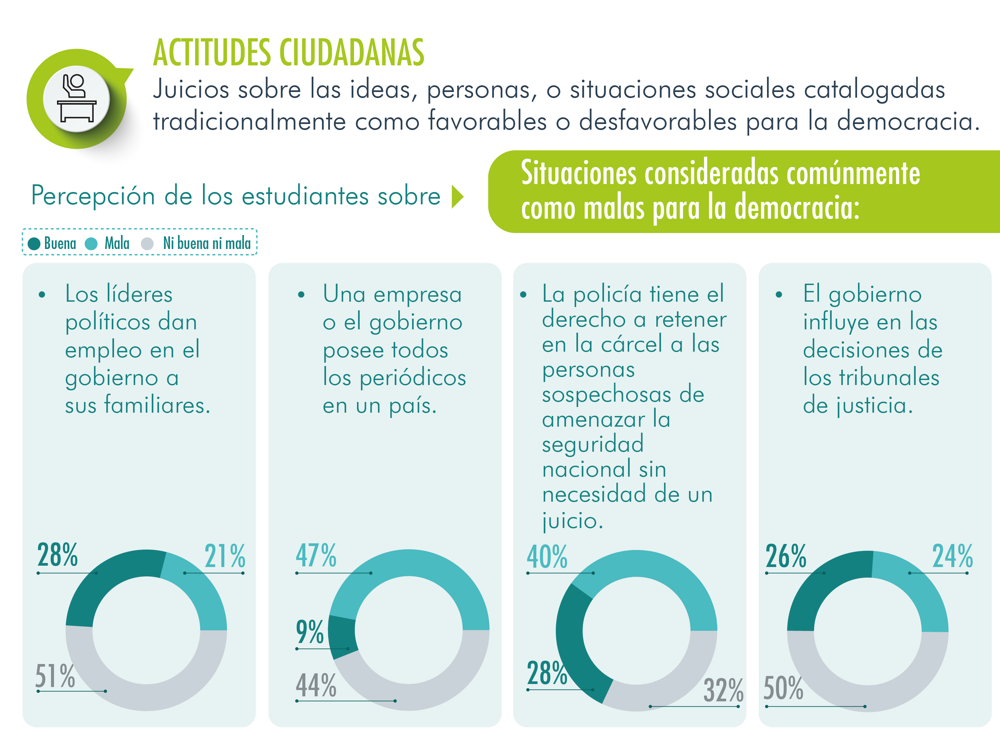 ACTITUDES CIUDADANAS
Juicios sobre las ideas, personas, o situaciones sociales catalogadas
tradicionalmente como favorables o desfavorables para la democracia.
Percepción de los estudiantes sobre
Situaciones consideradas comúnmente
como malas para la democracia:
Buena Mala Ni buena ni mala
• Los líderes
políticos dan
empleo en el
gobierno a
sus familiares.
28%
21%
51%
• Una empresa
o el gobierno
posee todos
los periódicos
en un país.
47%
9%
44%
• La policía tiene el
derecho a retener
en la cárcel a las
personas
sospechosas de
amenazar la
seguridad
nacional sin
necesidad de un
juicio.
40%
28%
32%
• El gobierno
influye en las
decisiones de
los tribunales
de justicia.
26%
24%
50%